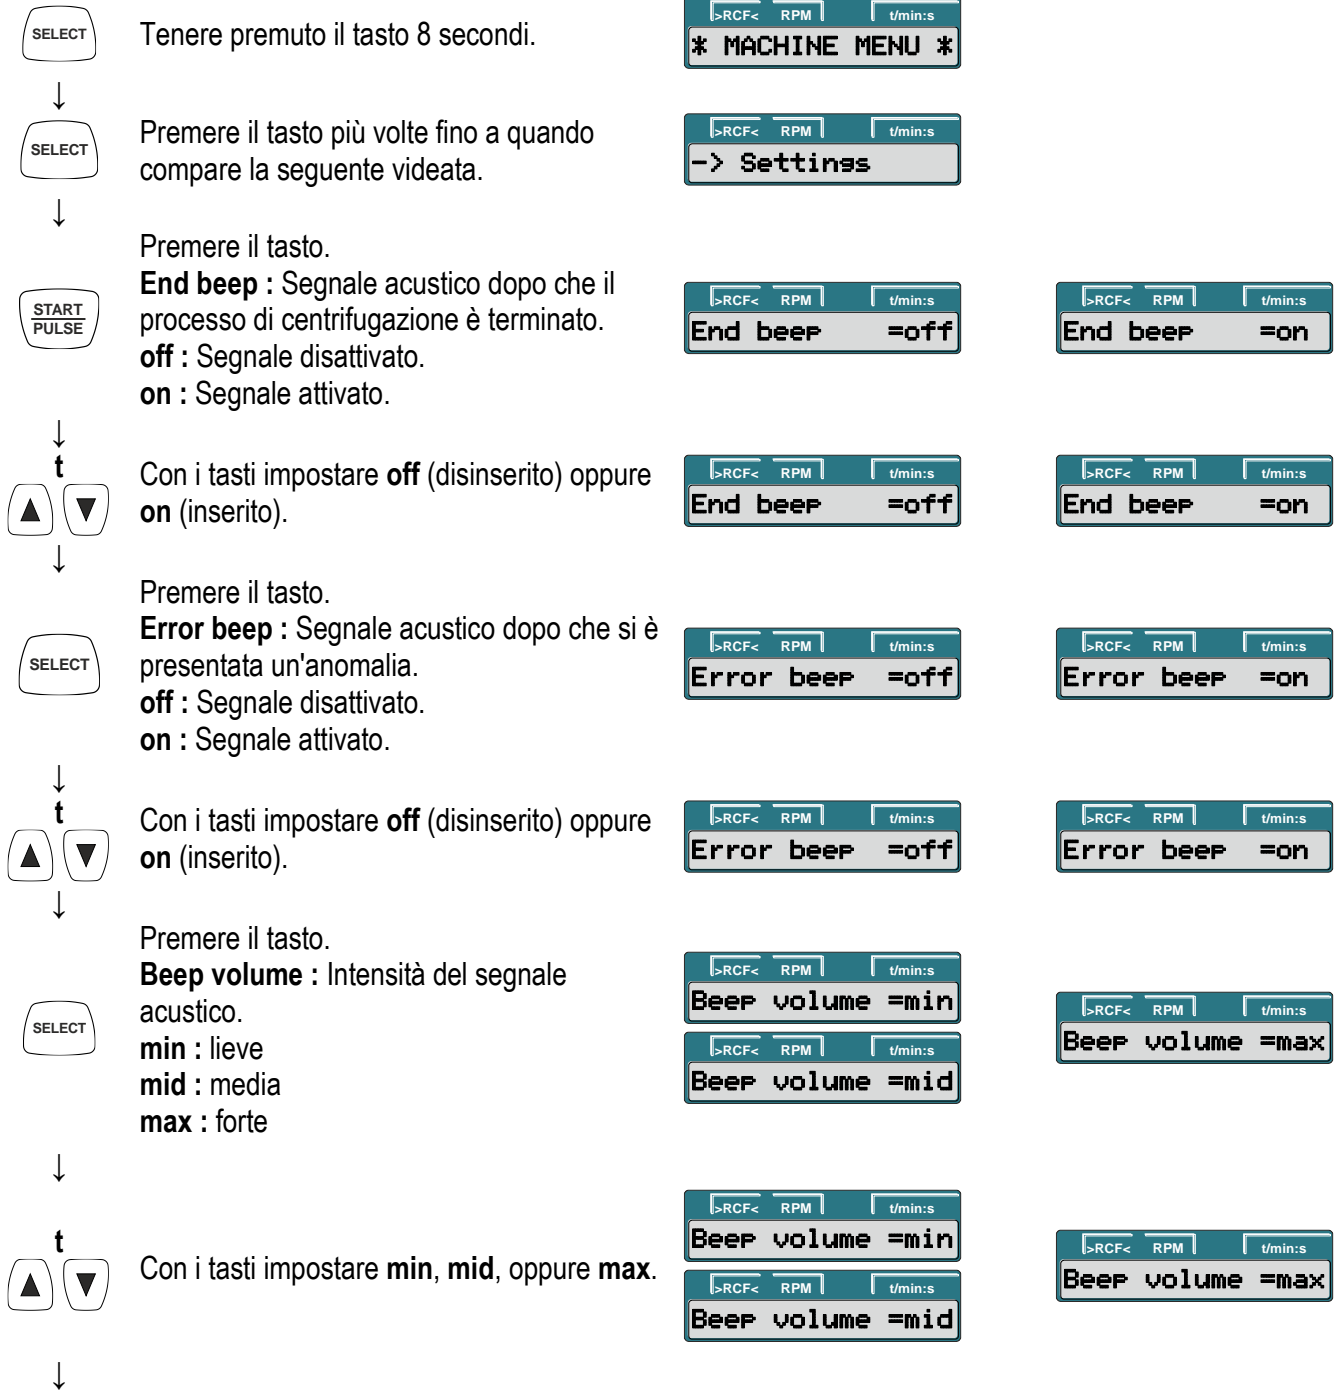 SELECT
Tenere premuto il tasto 8 secondi.
>RCF< RPM t/min:s
* MACHINE MENU *
↓
SELECT
Premere il tasto più volte fino a quando
compare la seguente videata.
>RCF< RPM t/min:s
-> Settings
↓
START
PULSE
Premere il tasto.
End beep : Segnale acustico dopo che il
processo di centrifugazione è terminato.
off : Segnale disattivato.
on : Segnale attivato.
>RCF< RPM t/min:s
End beep =off
>RCF< RPM t/min:s
End beep =on
↓
t
▲ ▼
Con i tasti impostare off (disinserito) oppure
on (inserito).
>RCF< RPM t/min:s
End beep =off
>RCF< RPM t/min:s
End beep =on
↓
SELECT
Premere il tasto.
Error beep : Segnale acustico dopo che si è
presentata un'anomalia.
off : Segnale disattivato.
on : Segnale attivato.
>RCF< RPM t/min:s
Error beep =off
>RCF< RPM t/min:s
Error beep =on
↓
t
▲ ▼
Con i tasti impostare off (disinserito) oppure
on (inserito).
>RCF< RPM t/min:s
Error beep =off
>RCF< RPM t/min:s
Error beep =on
↓
SELECT
Premere il tasto.
Beep volume : Intensità del segnale
acustico.
min : lieve
mid : media
max : forte
>RCF< RPM t/min:s
Beep volume =min
>RCF< RPM t/min:s
Beep volume =mid
>RCF< RPM t/min:s
Beep volume =max
↓
t
▲ ▼
Con i tasti impostare min, mid, oppure max.
>RCF< RPM t/min:s
Beep volume =min
>RCF< RPM t/min:s
Beep volume =mid
>RCF< RPM t/min:s
Beep volume =max
↓